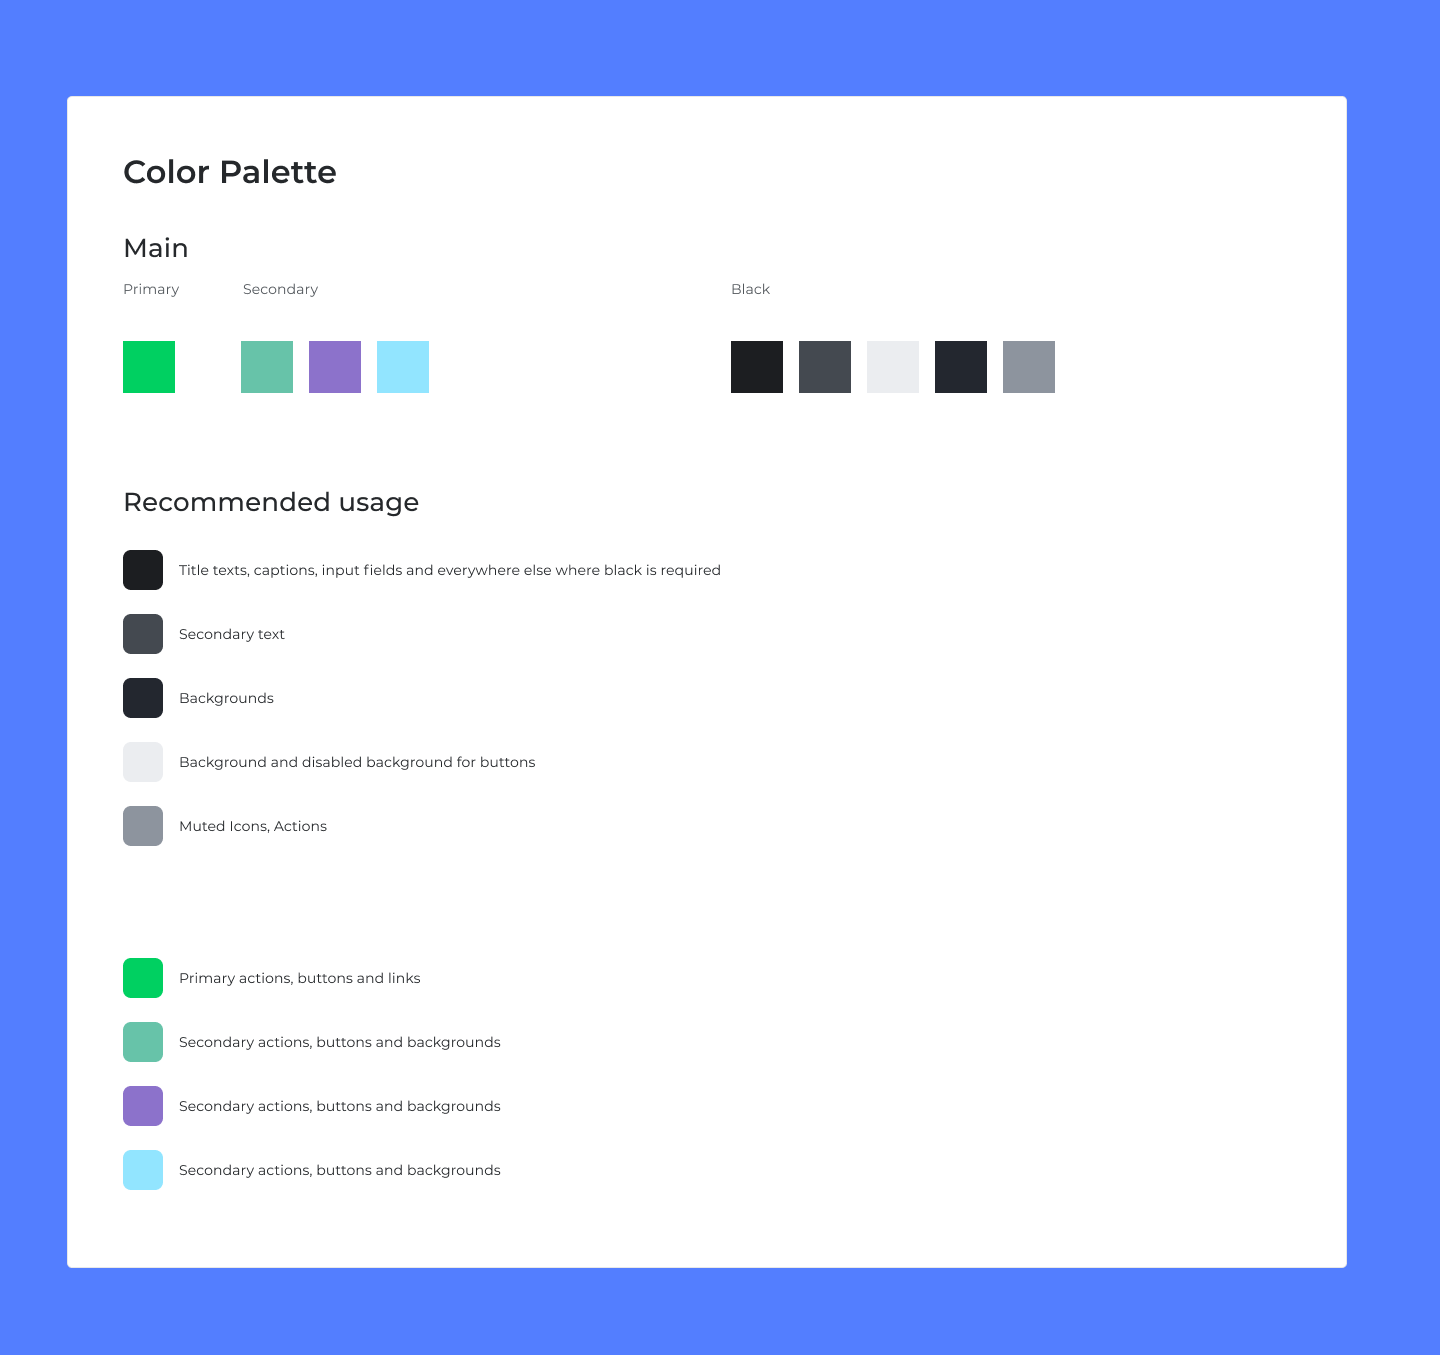 Color Palette
Main
Primary
Secondary
Black
Recommended usage
Title texts, captions, input fields and everywhere else where black is required
Secondary text
Backgrounds
Background and disabled background for buttons
Muted Icons, Actions
Primary actions, buttons and links
Secondary actions, buttons and backgrounds
Secondary actions, buttons and backgrounds
Secondary actions, buttons and backgrounds